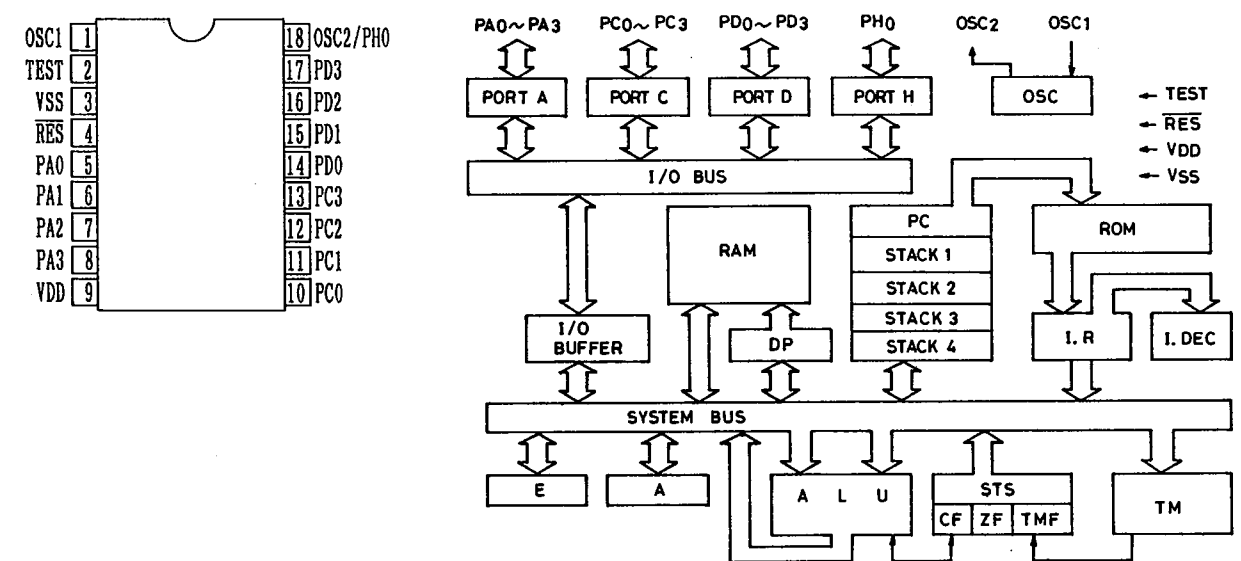 OSC1 1
TEST 2
VSS 3
RES 4
PA0 5
PA1 6
PA2 7
PA3 8
VDD 9
18 OSC2/PH0
17 PD3
16 PD2
15 PD1
14 PD0
13 PC3
12 PC2
11 PC1
10 PC0
PA0~PA3 PC0~PC3 PD0~PD3 PH0 OSC2 OSC1
PORT A PORT C PORT D PORT H OSC
TEST
RES
VDD
VSS
I/O BUS
RAM
PC
STACK 1
STACK 2
STACK 3
STACK 4
ROM
I/O
BUFFER
DP
I. R
I. DEC
SYSTEM BUS
E
A
A L U
STS
CF ZF TMF
TM